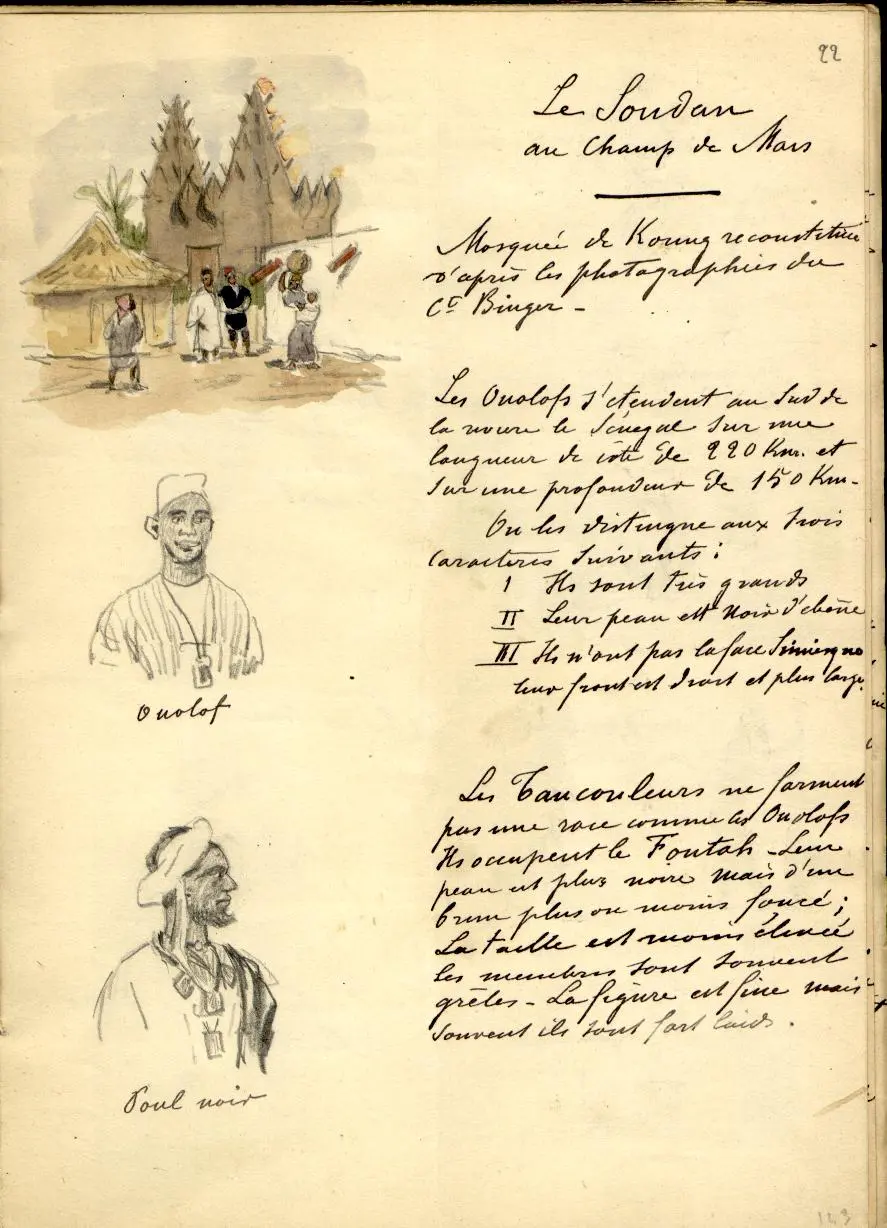 22
Le Soudan
au Champ de Mars
Mosquée de Koung reconstituée
d'après les photographies du
Ct Binger -
Les Ouolofs s'étendent au Sud de
la rivière le Sénégal sur une
longueur de côte de 220 Km. et
sur une profondeur de 150 Km-
On les distingue aux trois
caractères suivants :
I Ils sont très grands
II Leur peau est noir d'ébène
III Ils n'ont pas la face simiesque
leur front est droit et plus large.
Ouolof
Les Toucouleurs ne forment
pas une race comme les Ouolofs
Ils occupent le Foutah - Leur
peau est plus noire mais d'un
brun plus ou moins foncé ;
La taille est moins élancée
les membres sont souvent
grêles - La figure est fine mais
souvent ils sont fort laids.
Poul noir